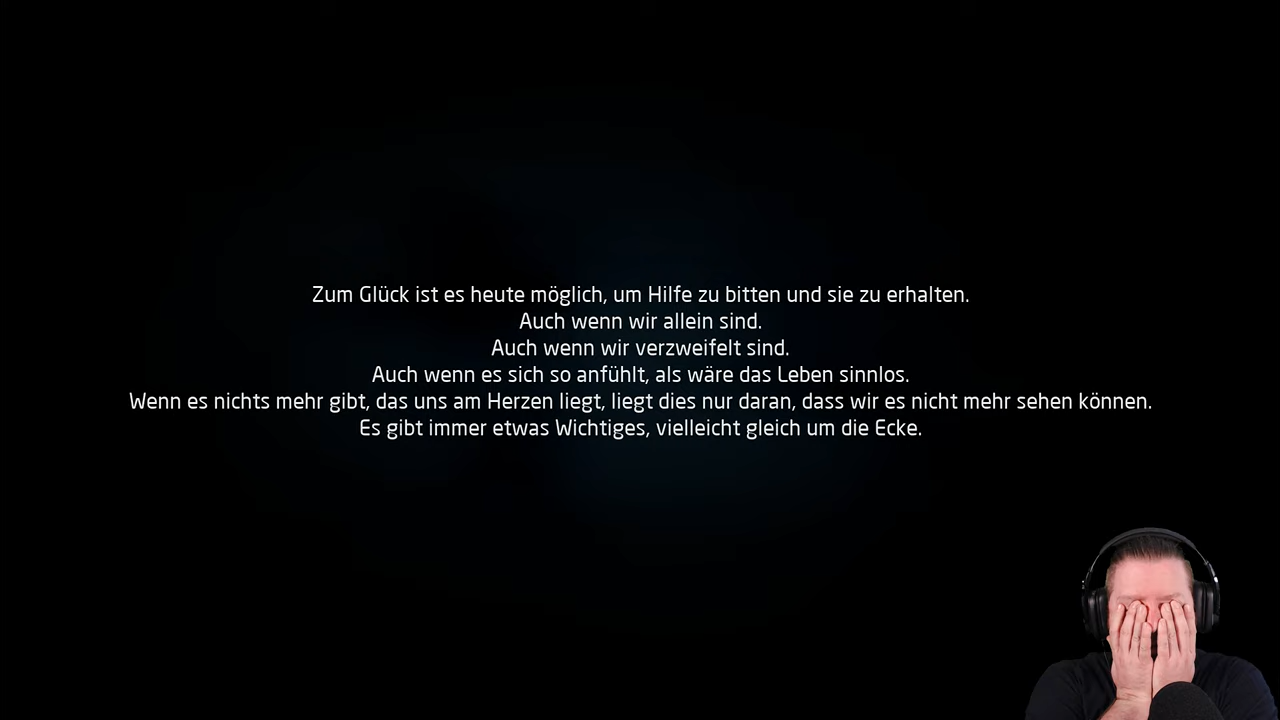 Zum Glück ist es heute möglich, um Hilfe zu bitten und sie zu erhalten.
Auch wenn wir allein sind.
Auch wenn wir verzweifelt sind.
Auch wenn es sich so anfühlt, als wäre das Leben sinnlos.
Wenn es nichts mehr gibt, das uns am Herzen liegt, liegt dies nur daran, dass wir es nicht mehr sehen können.
Es gibt immer etwas Wichtiges, vielleicht gleich um die Ecke.